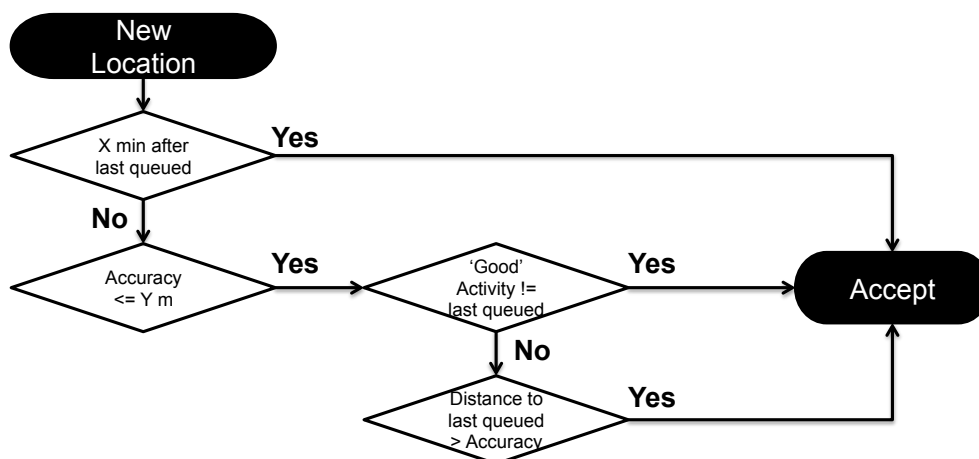 New
Location
X min after
last queued
Yes
No
Accuracy
<= Y m
Yes
‘Good’
Activity !=
last queued
Yes
Accept
No
Distance to
last queued
> Accuracy
Yes